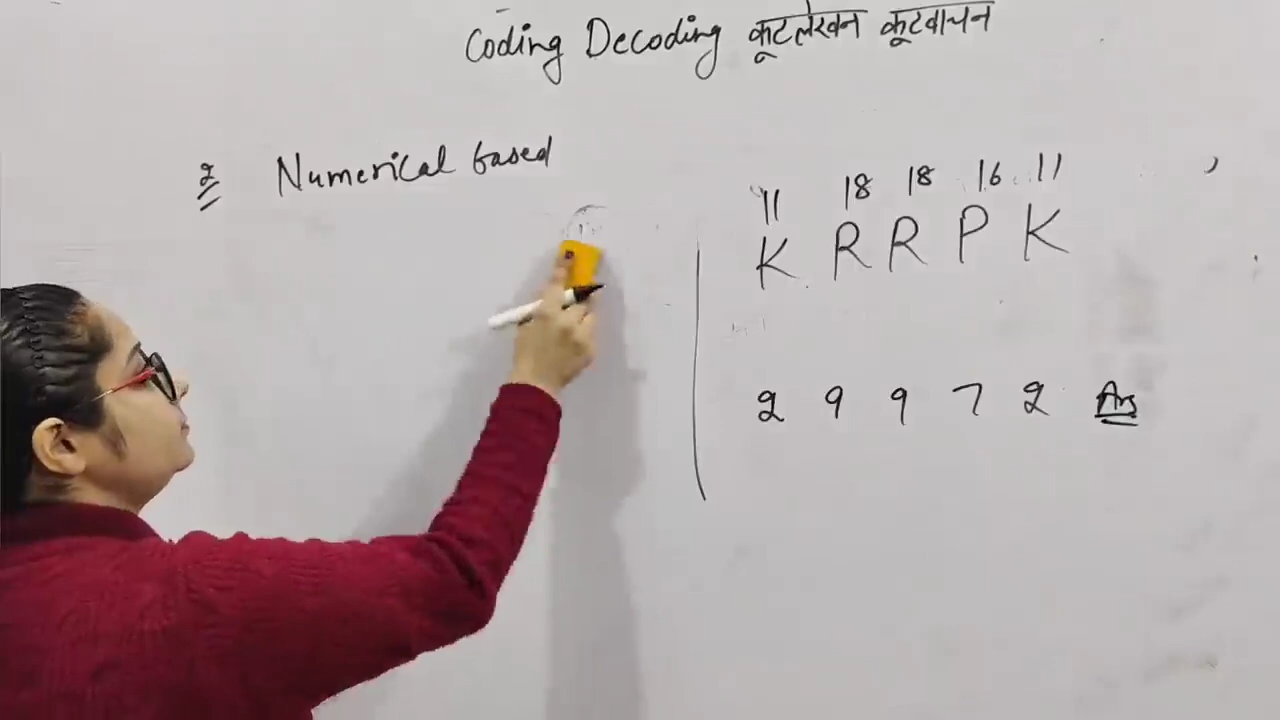 Coding Decoding कूटलेखन कूटवाचन
2 Numerical based
11 18 18 16 11
K R R P K
2 9 9 7 2 Ans